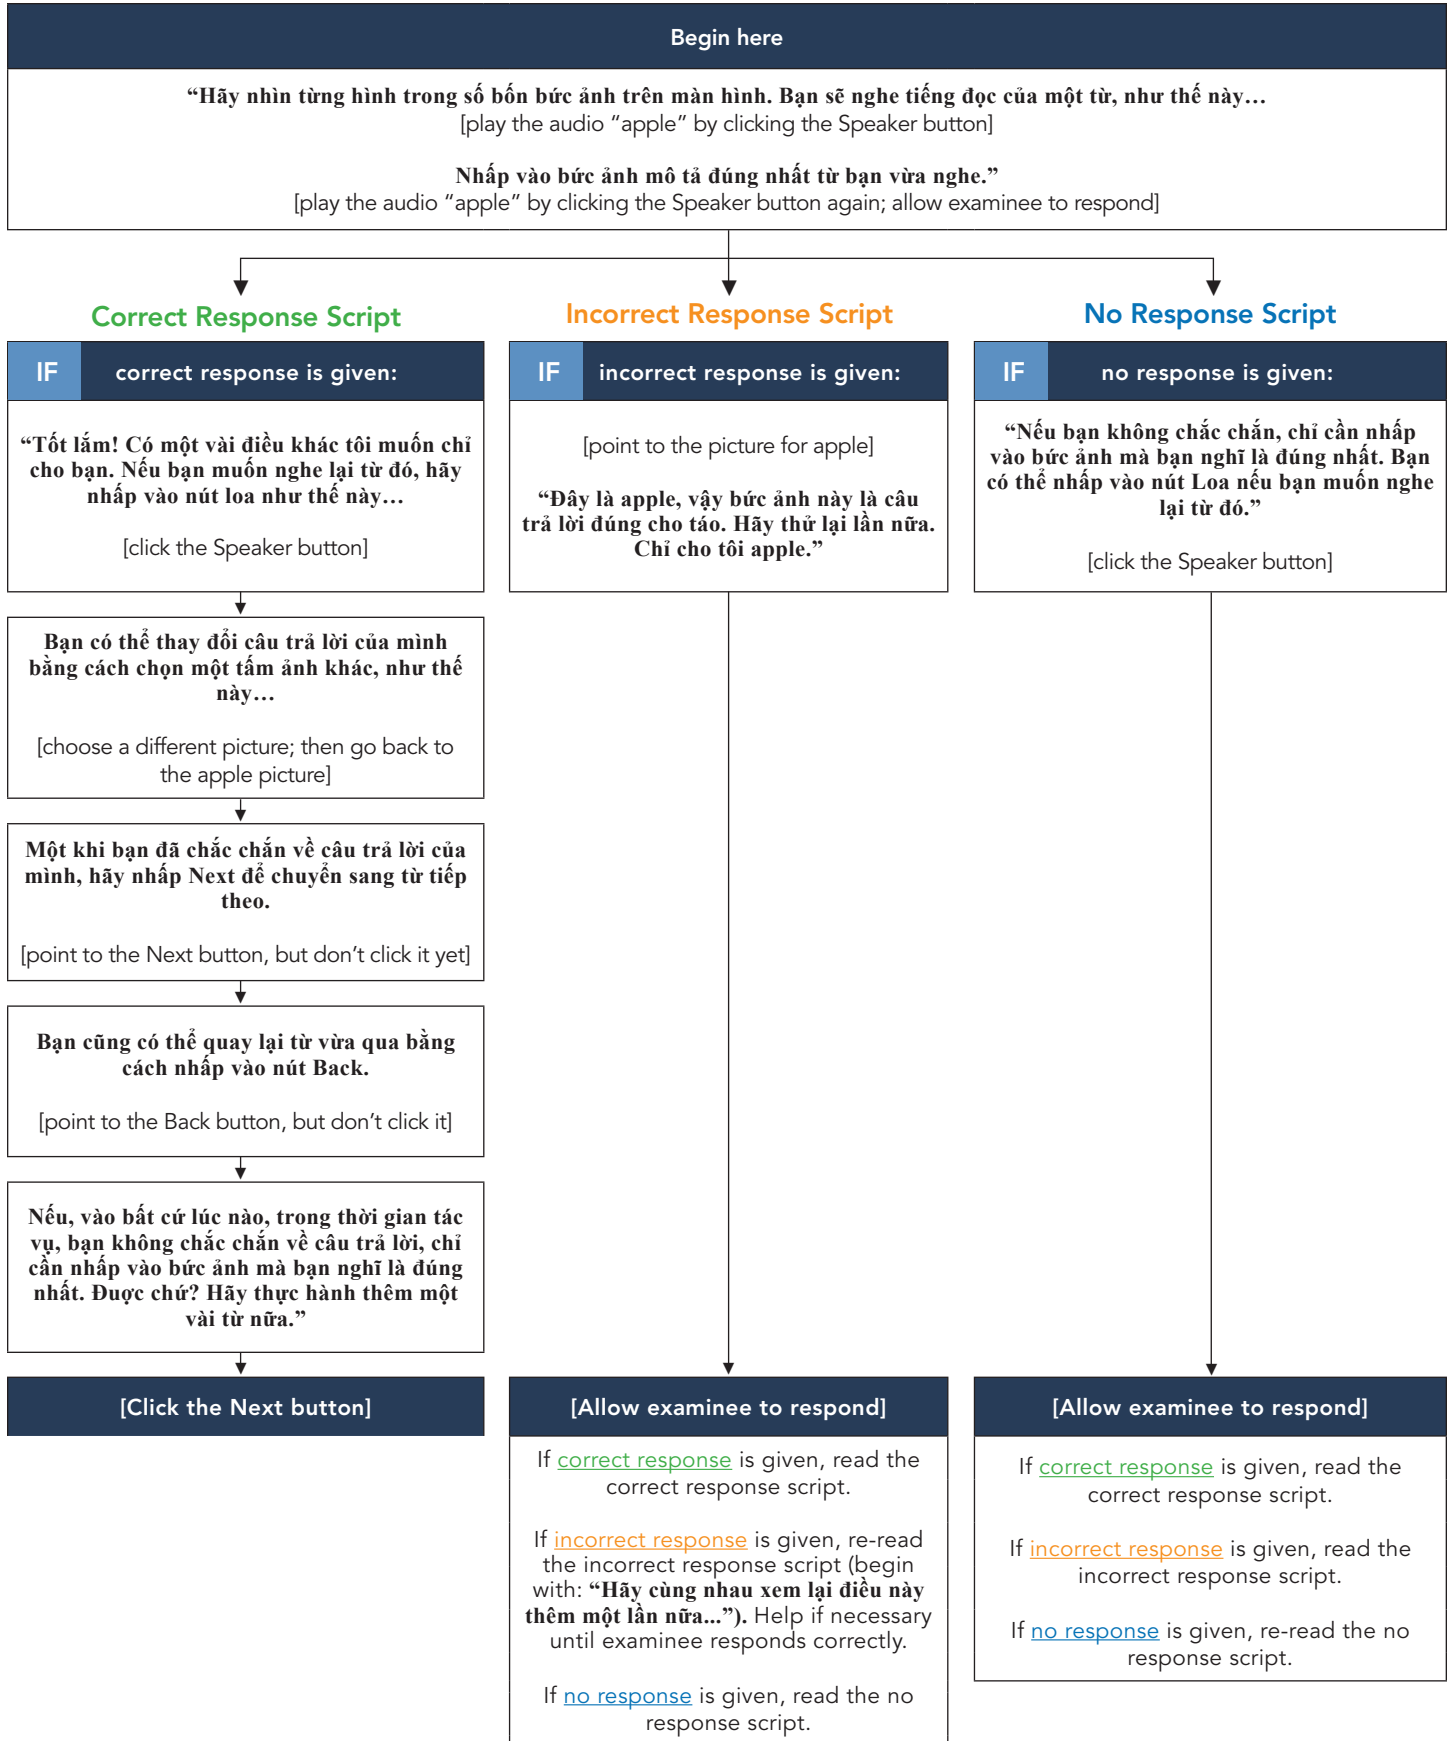 Begin here
“Hãy nhìn từng hình trong số bốn bức ảnh trên màn hình. Bạn sẽ nghe tiếng đọc của một từ, như thế này…
[play the audio “apple” by clicking the Speaker button]
Nhấp vào bức ảnh mô tả đúng nhất từ bạn vừa nghe.”
[play the audio “apple” by clicking the Speaker button again; allow examinee to respond]
Correct Response Script
IF correct response is given:
“Tốt lắm! Có một vài điều khác tôi muốn chỉ
cho bạn. Nếu bạn muốn nghe lại từ đó, hãy
nhấp vào nút loa như thế này…
[click the Speaker button]
Bạn có thể thay đổi câu trả lời của mình
bằng cách chọn một tấm ảnh khác, như thế
này…
[choose a different picture; then go back to
the apple picture]
Một khi bạn đã chắc chắn về câu trả lời của
mình, hãy nhấp Next để chuyển sang từ tiếp
theo.
[point to the Next button, but don’t click it yet]
Bạn cũng có thể quay lại từ vừa qua bằng
cách nhấp vào nút Back.
[point to the Back button, but don’t click it]
Nếu, vào bất cứ lúc nào, trong thời gian tác
vụ, bạn không chắc chắn về câu trả lời, chỉ
cần nhấp vào bức ảnh mà bạn nghĩ là đúng
nhất. Được chứ? Hãy thực hành thêm một
vài từ nữa.”
[Click the Next button]
Incorrect Response Script
IF incorrect response is given:
[point to the picture for apple]
“Đây là apple, vậy bức ảnh này là câu
trả lời đúng cho táo. Hãy thử lại lần nữa.
Chỉ cho tôi apple.”
[Allow examinee to respond]
If correct response is given, read the
correct response script.
If incorrect response is given, re-read
the incorrect response script (begin
with: “Hãy cùng nhau xem lại điều này
thêm một lần nữa...”). Help if necessary
until examinee responds correctly.
If no response is given, read the no
response script.
No Response Script
IF no response is given:
“Nếu bạn không chắc chắn, chỉ cần nhấp
vào bức ảnh mà bạn nghĩ là đúng nhất. Bạn
có thể nhấp vào nút Loa nếu bạn muốn nghe
lại từ đó.”
[click the Speaker button]
[Allow examinee to respond]
If correct response is given, read the
correct response script.
If incorrect response is given, read the
incorrect response script.
If no response is given, re-read the no
response script.